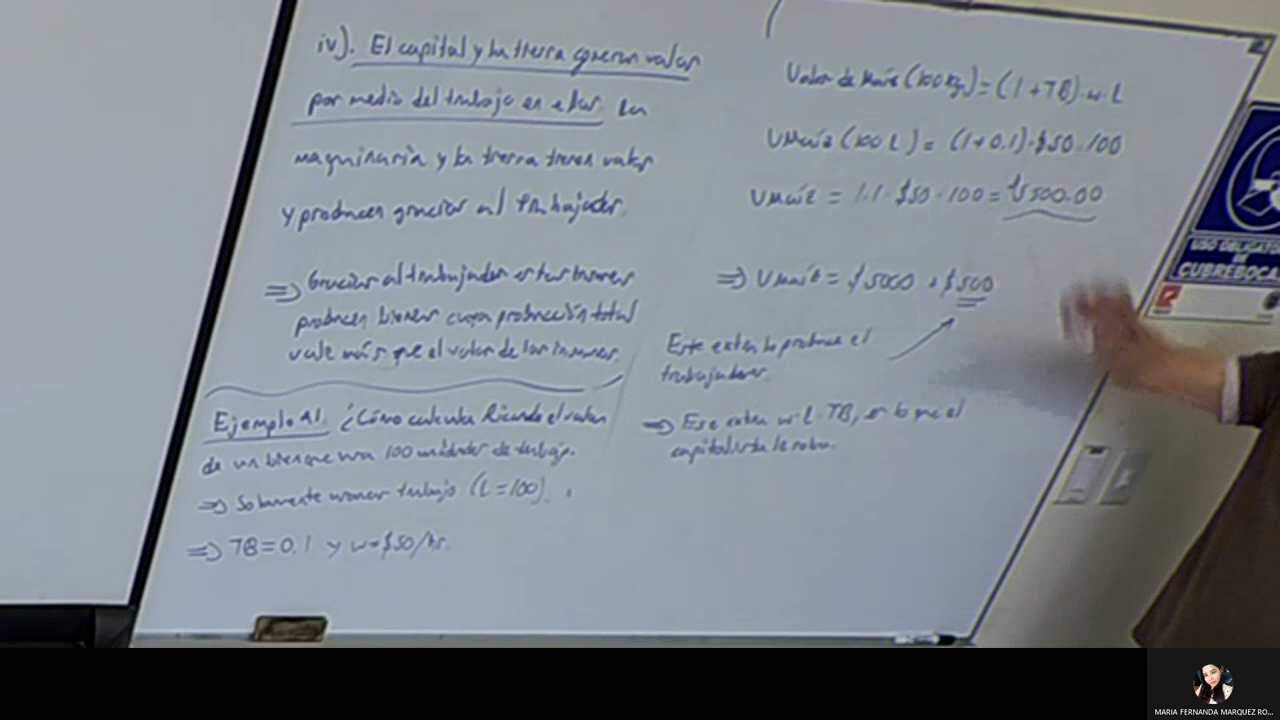 iv). El capital y la tierra generan valor
por medio del trabajo en ellos. La
maquinaria y la tierra tienen valor
y producen gracias al trabajador.
⇒ Gracias al trabajador estos insumos
producen bienes cuya producción total
vale más que el valor de los insumos.
Ejemplo A1. ¿Cómo calcula Ricardo el valor
de un bien que usa 100 unidades de trabajo.
⇒ Solamente usamos trabajo (L=100).
⇒ TB=0.1 y w=$50/hr.
Valor de Maíz (100 Kg) = (1+TB)·w·L
VMaíz (100 L) = (1+0.1)·$50·100
VMaíz = 1.1·$50·100 = $5500.00
⇒ VMaíz = $5000 + $500
Este extra lo produce el
trabajador.
⇒ Ese extra w·L·TB, es lo que el
capitalista le roba.
USO OBLIGATO
DE
CUBREBOCA
MARIA FERNANDA MARQUEZ RO...